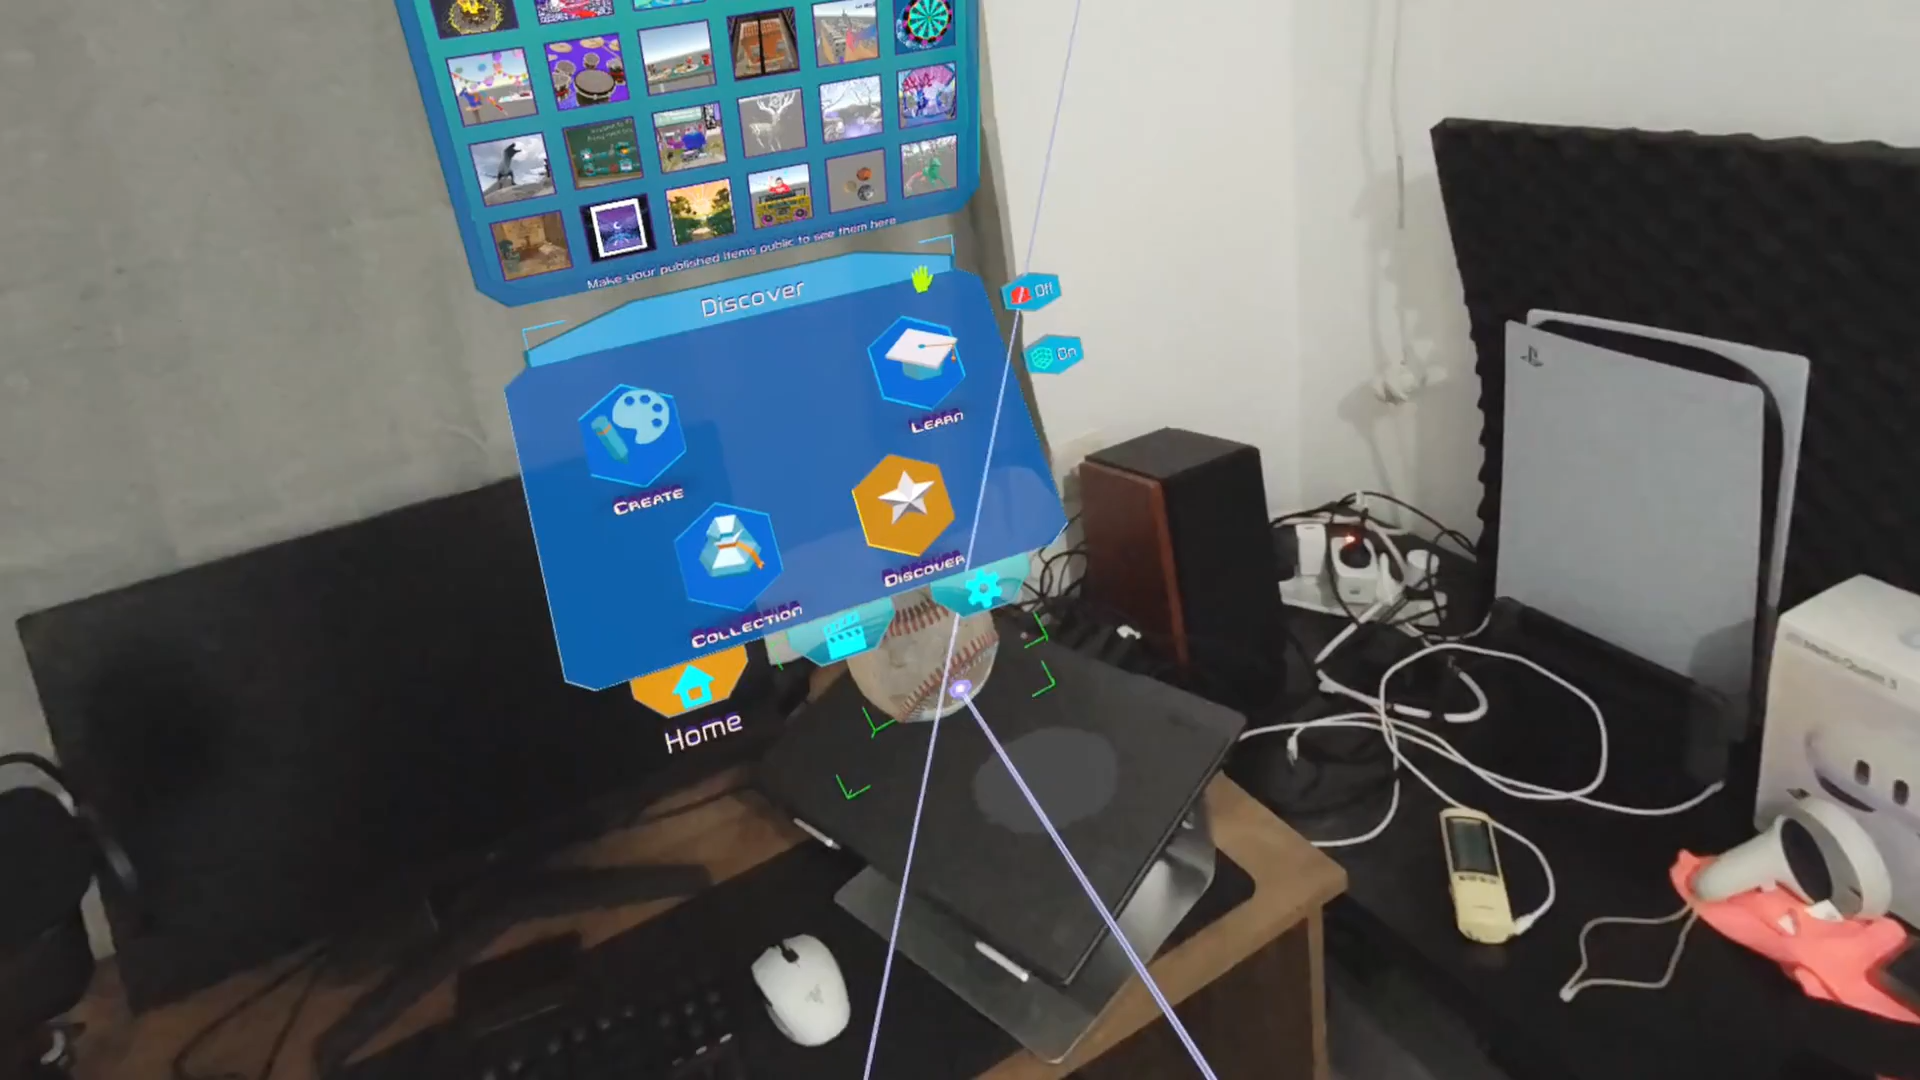 Make your published items public to see them here
Discover
Off
On
Learn
Create
Discover
Collection
Home